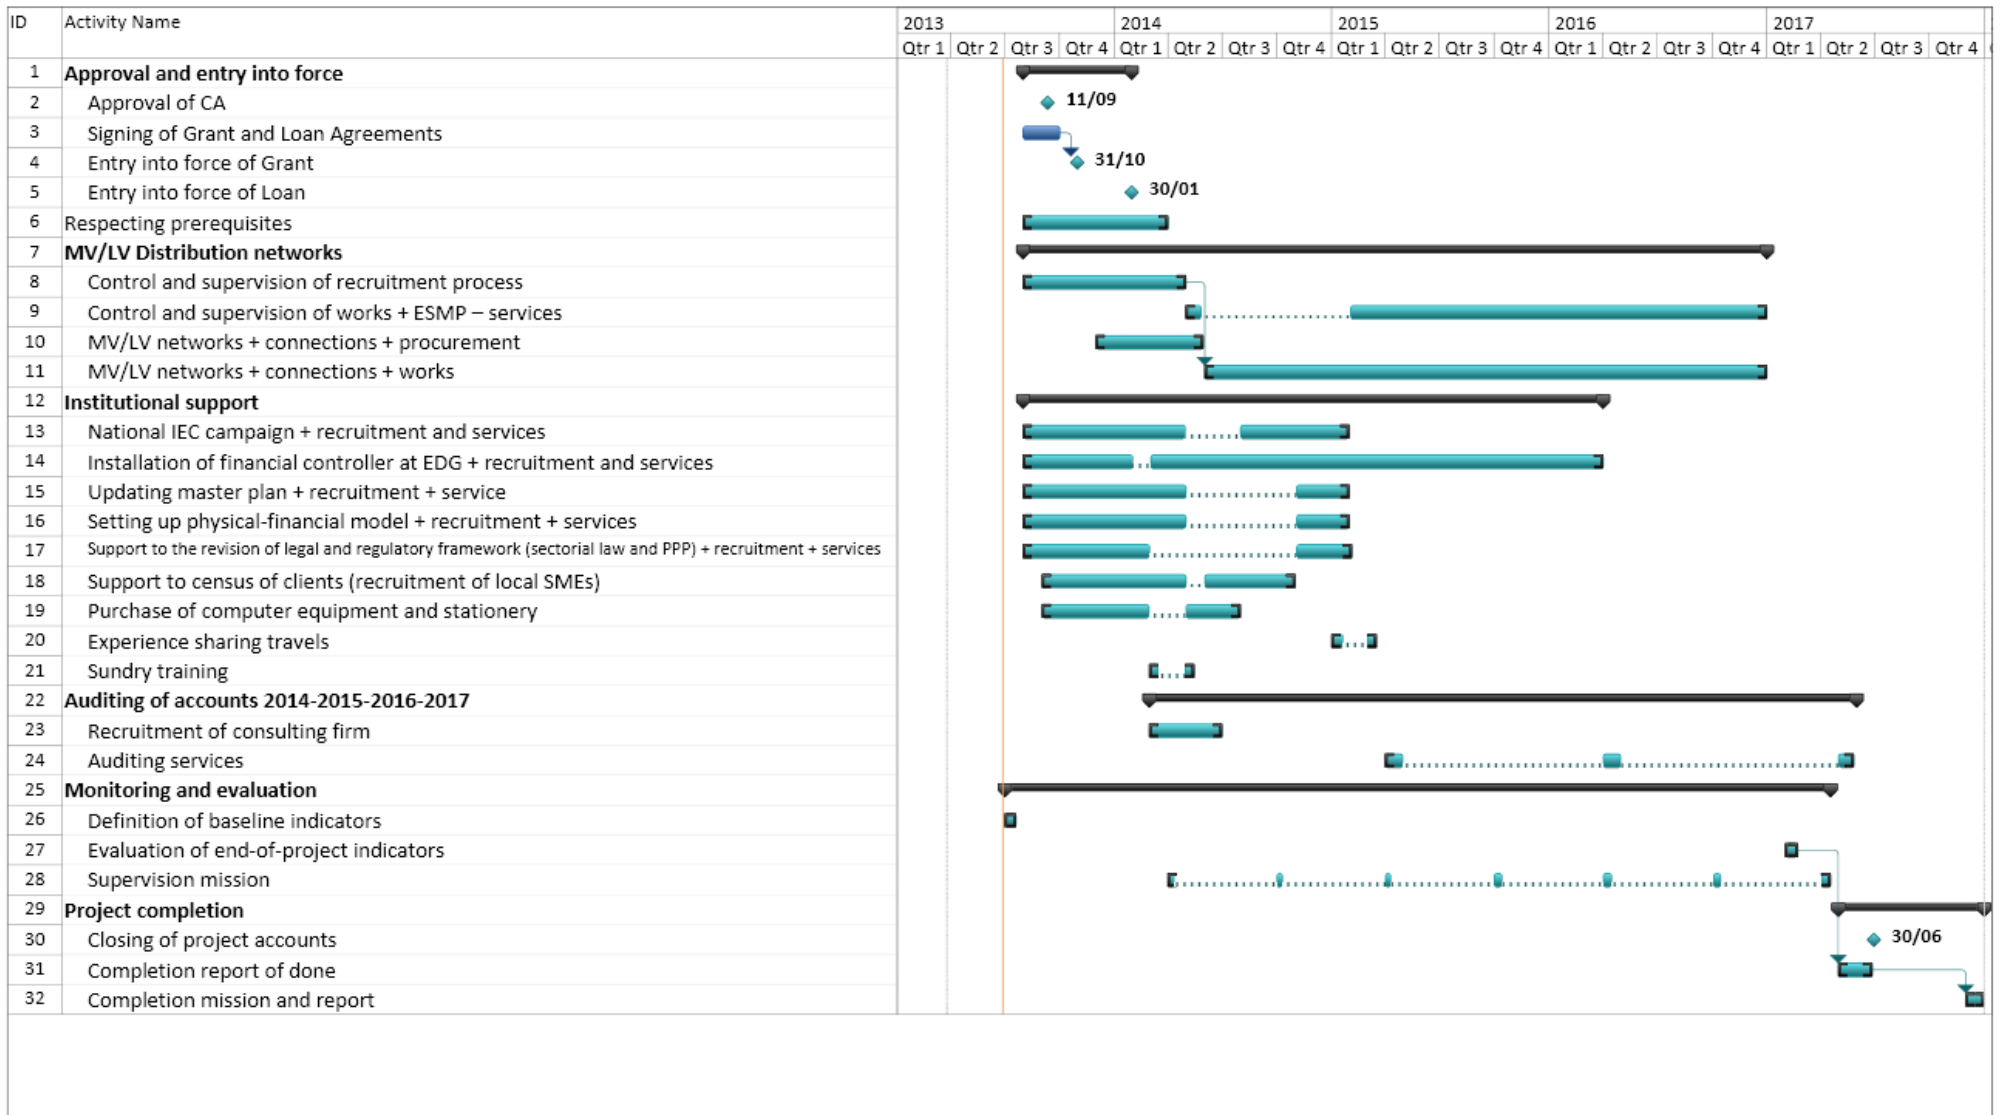 ID Activity Name 2013 2014 2015 2016 2017
Qtr 1 Qtr 2 Qtr 3 Qtr 4 Qtr 1 Qtr 2 Qtr 3 Qtr 4 Qtr 1 Qtr 2 Qtr 3 Qtr 4 Qtr 1 Qtr 2 Qtr 3 Qtr 4 Qtr 1 Qtr 2 Qtr 3 Qtr 4
1 Approval and entry into force
2 Approval of CA 11/09
3 Signing of Grant and Loan Agreements
4 Entry into force of Grant 31/10
5 Entry into force of Loan 30/01
6 Respecting prerequisites
7 MV/LV Distribution networks
8 Control and supervision of recruitment process
9 Control and supervision of works + ESMP – services
10 MV/LV networks + connections + procurement
11 MV/LV networks + connections + works
12 Institutional support
13 National IEC campaign + recruitment and services
14 Installation of financial controller at EDG + recruitment and services
15 Updating master plan + recruitment + service
16 Setting up physical-financial model + recruitment + services
17 Support to the revision of legal and regulatory framework (sectorial law and PPP) + recruitment + services
18 Support to census of clients (recruitment of local SMEs)
19 Purchase of computer equipment and stationery
20 Experience sharing travels
21 Sundry training
22 Auditing of accounts 2014-2015-2016-2017
23 Recruitment of consulting firm
24 Auditing services
25 Monitoring and evaluation
26 Definition of baseline indicators
27 Evaluation of end-of-project indicators
28 Supervision mission
29 Project completion
30 Closing of project accounts 30/06
31 Completion report of done
32 Completion mission and report